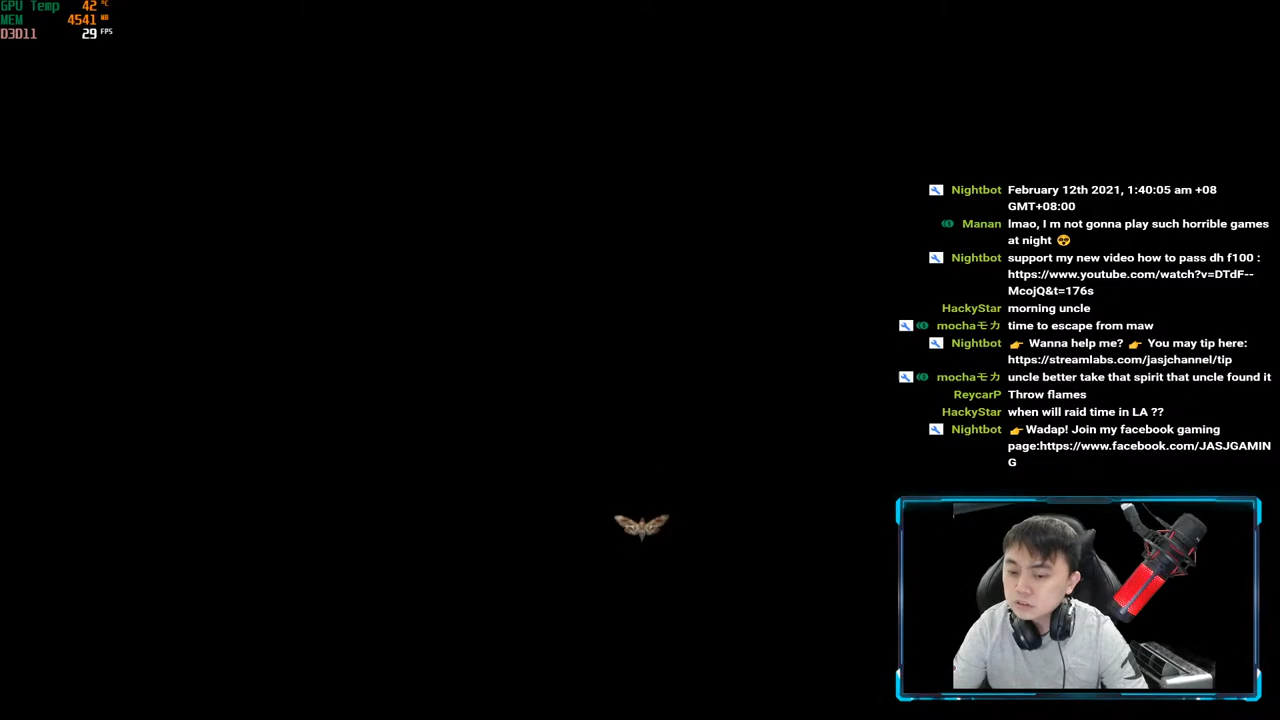 GPU Temp 42 °C
MEM 4541 MB
D3D11 29 FPS
Nightbot February 12th 2021, 1:40:05 am +08
GMT+08:00
Manan lmao, I m not gonna play such horrible games
at night
Nightbot support my new video how to pass dh f100 :
https://www.youtube.com/watch?v=DTdF--
McojQ&t=176s
HackyStar morning uncle
mochaモカ time to escape from maw
Nightbot 👉 Wanna help me? 👉 You may tip here:
https://streamlabs.com/jasjchannel/tip
mochaモカ uncle better take that spirit that uncle found it
ReycarP Throw flames
HackyStar when will raid time in LA ??
Nightbot 👉Wadap! Join my facebook gaming
page:https://www.facebook.com/JASJGAMIN
G